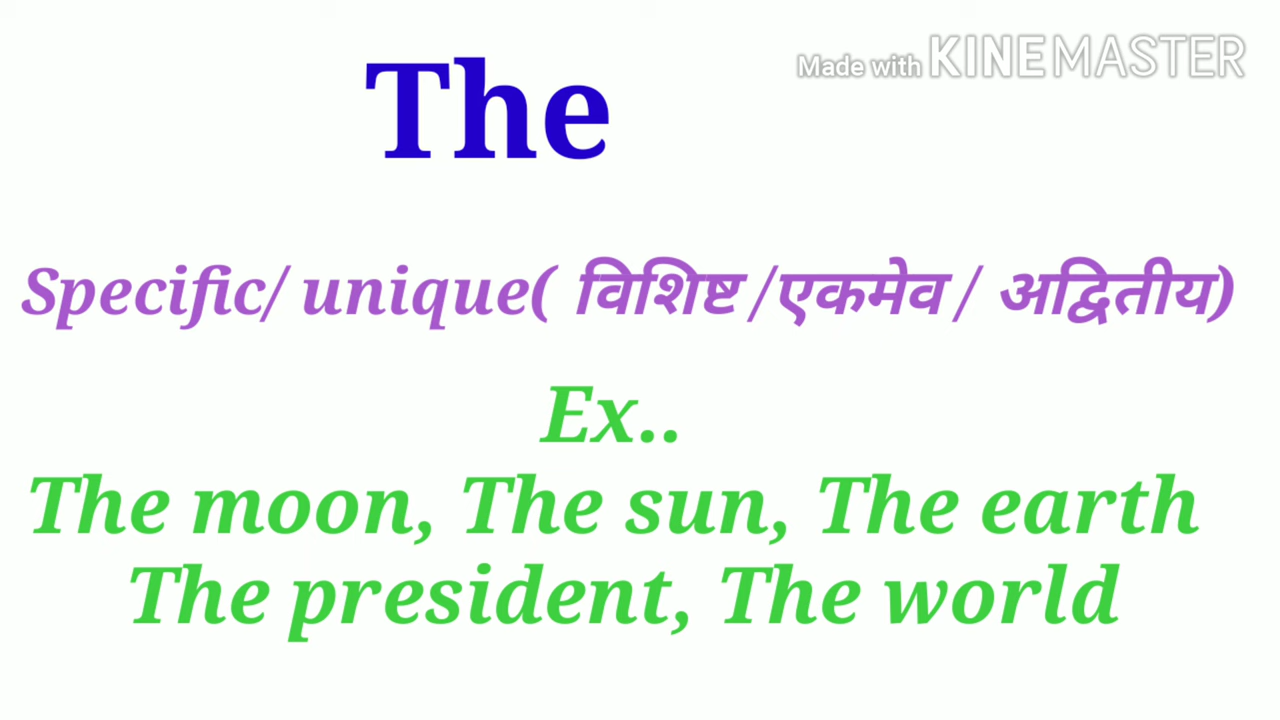 The
Made with KINEMASTER
Specific/ unique( विशिष्ट /एकमेव / अद्वितीय)
Ex..
The moon, The sun, The earth
The president, The world